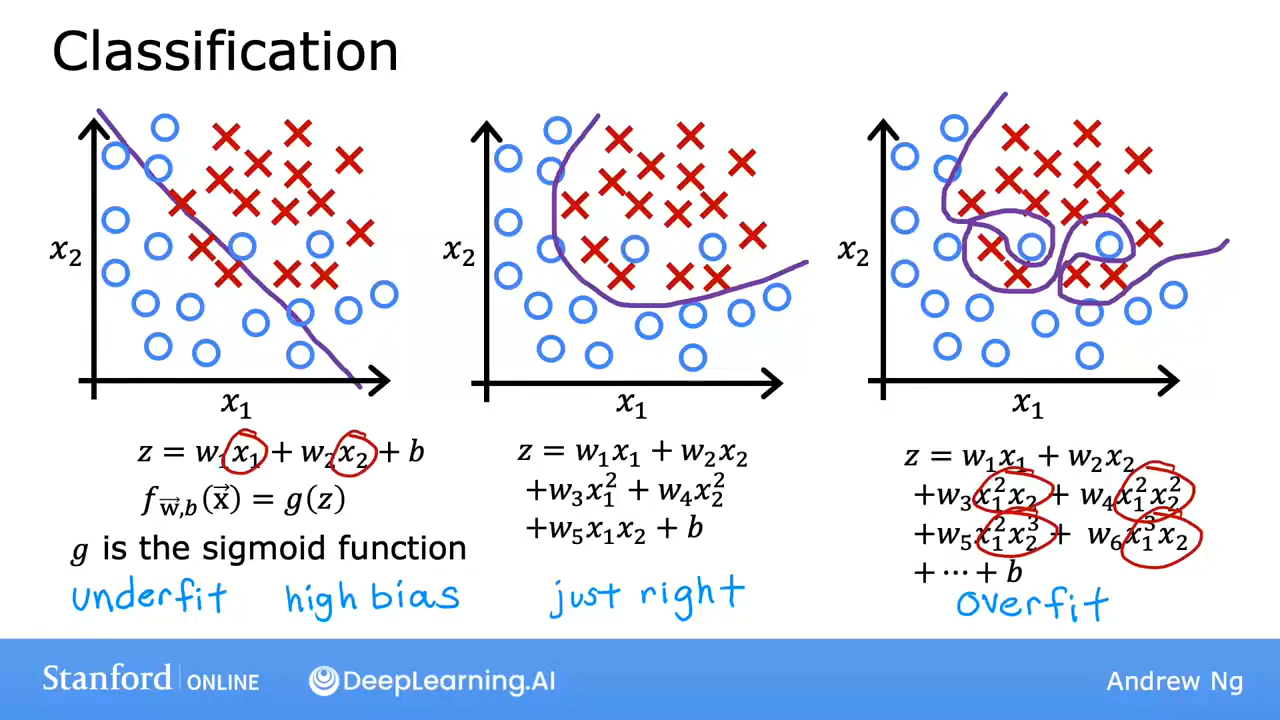 Classification
x₂
x₁
z = w₁x₁ + w₂x₂ + b
f_w⃗,b(x⃗) = g(z)
g is the sigmoid function
underfit high bias
x₂
x₁
z = w₁x₁ + w₂x₂
+w₃x₁² + w₄x₂²
+w₅x₁x₂ + b
just right
x₂
x₁
z = w₁x₁ + w₂x₂
+w₃x₁²x₂ + w₄x₁²x₂²
+w₅x₁²x₂³ + w₆x₁³x₂
+ ⋯ + b
overfit
Stanford ONLINE
DeepLearning.AI
Andrew Ng